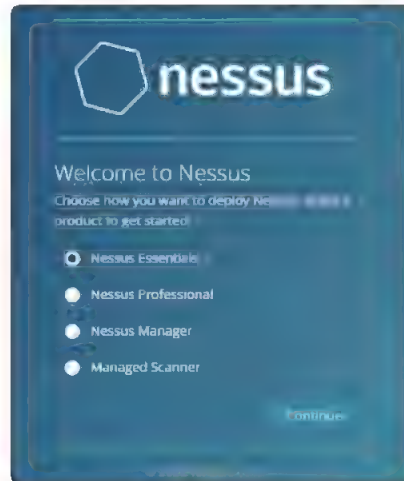 nessus
Welcome to Nessus
Choose how you want to deploy
product to get started
Nessus Essentials
Nessus Professional
Nessus Manager
Managed Scanner
Continue